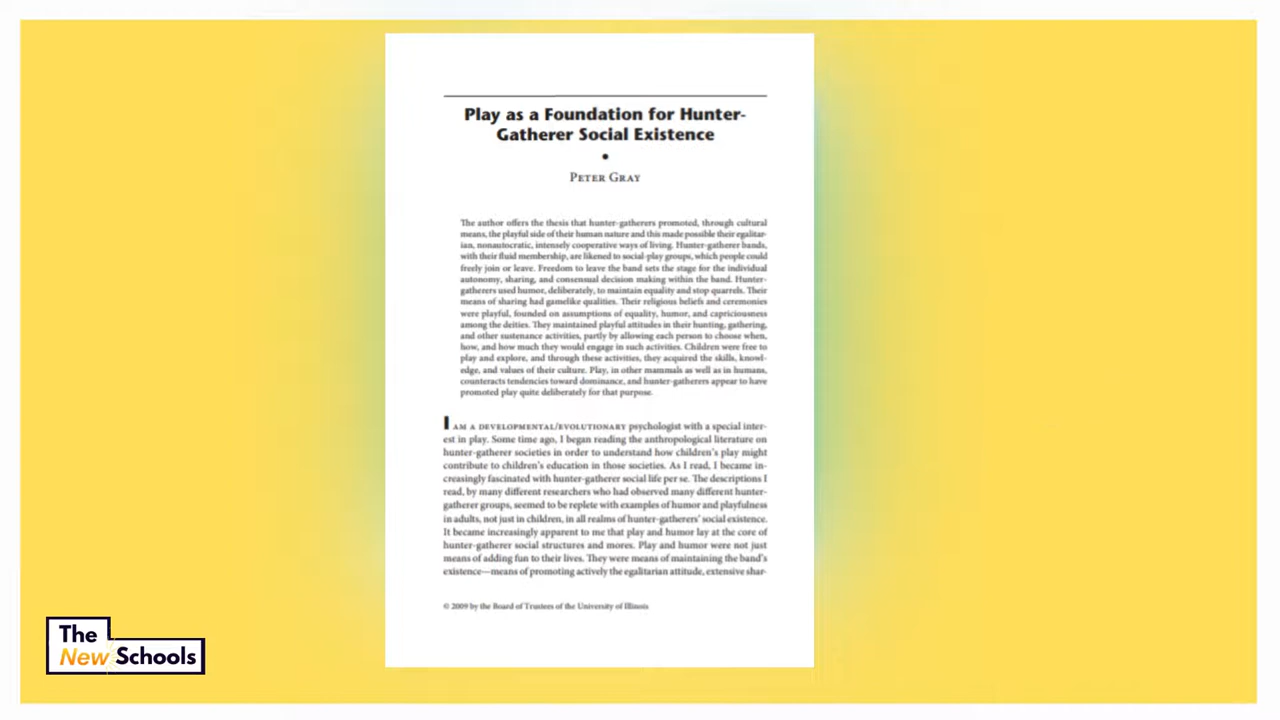 Play as a Foundation for Hunter-
Gatherer Social Existence
•
Peter Gray
The author offers the thesis that hunter-gatherers promoted, through cultural
means, the playful side of their human nature and this made possible their egalitar-
ian, nonautocratic, intensely cooperative ways of living. Hunter-gatherer bands,
with their fluid membership, are likened to social-play groups, which people could
freely join or leave. Freedom to leave the band sets the stage for the individual
autonomy, sharing, and consensual decision making within the band. Hunter-
gatherers used humor, deliberately, to maintain equality and stop quarrels. Their
means of sharing had gamelike qualities. Their religious beliefs and ceremonies
were playful, founded on assumptions of equality, humor, and capriciousness
among the deities. They maintained playful attitudes in their hunting, gathering,
and other sustenance activities, partly by allowing each person to choose when,
how, and how much they would engage in such activities. Children were free to
play and explore, and through these activities, they acquired the skills, knowl-
edge, and values of their culture. Play, in other mammals as well as in humans,
counteracts tendencies toward dominance, and hunter-gatherers appear to have
promoted play quite deliberately for that purpose.
I am a developmental/evolutionary psychologist with a special inter-
est in play. Some time ago, I began reading the anthropological literature on
hunter-gatherer societies in order to understand how children's play might
contribute to children's education in those societies. As I read, I became in-
creasingly fascinated with hunter-gatherer social life per se. The descriptions I
read, by many different researchers who had observed many different hunter-
gatherer groups, seemed to be replete with examples of humor and playfulness
in adults, not just in children, in all realms of hunter-gatherers' social existence.
It became increasingly apparent to me that play and humor lay at the core of
hunter-gatherer social structures and mores. Play and humor were not just
means of adding fun to their lives. They were means of maintaining the band's
existence—means of promoting actively the egalitarian attitude, extensive shar-
© 2009 by the Board of Trustees of the University of Illinois
The
New Schools